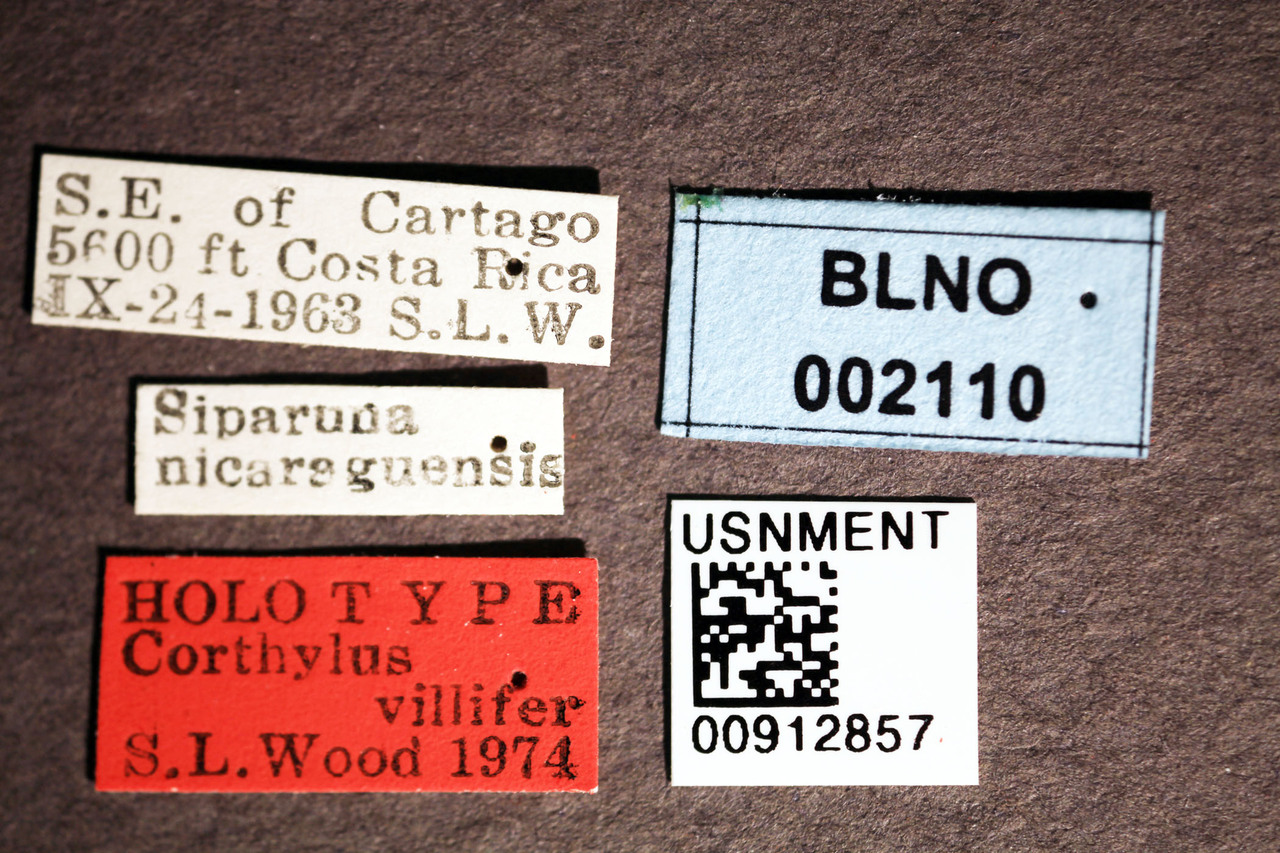 S.E. of Cartago
5600 ft Costa Rica
IX-24-1963 S.L.W.
Siparuna
nicaraguensis
HOLOTYPE
Corthylus
villifer
S.L.Wood 1974
BLNO
002110
USNMENT
00912857